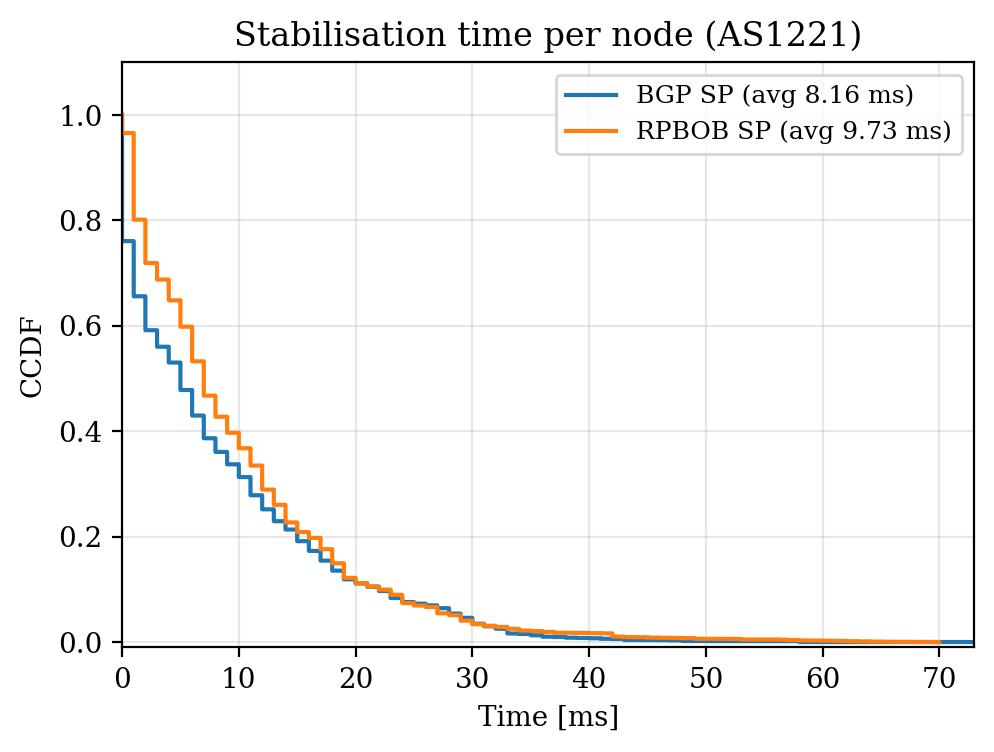 Stabilisation time per node (AS1221)
BGP SP (avg 8.16 ms)
RPBOB SP (avg 9.73 ms)
CCDF
1.0
0.8
0.6
0.4
0.2
0.0
0 10 20 30 40 50 60 70
Time [ms]